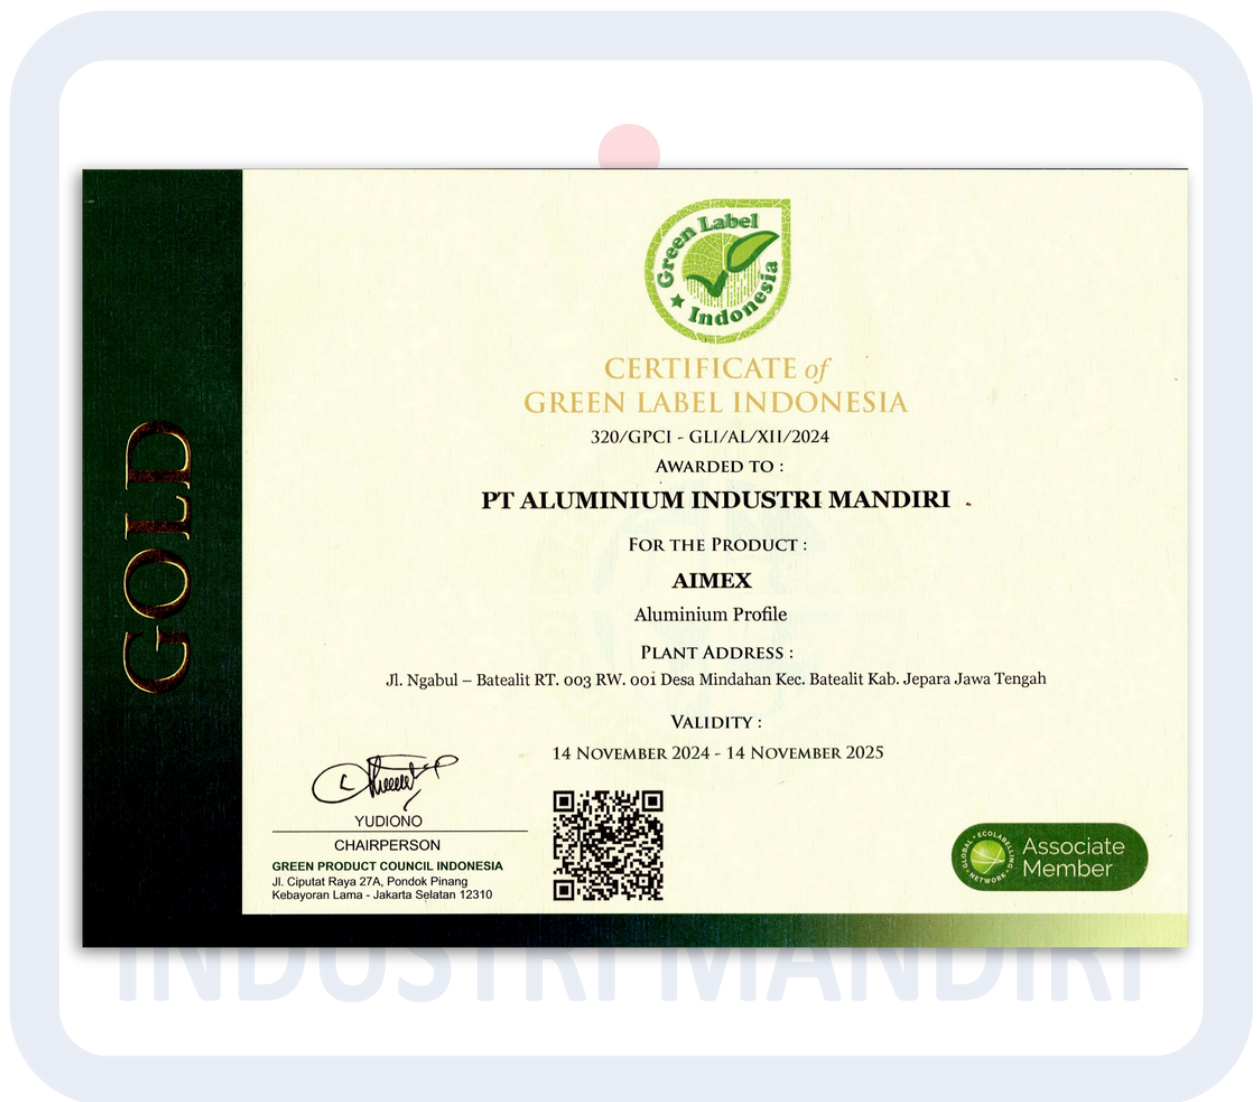 GOLD
Green Label
Indonesia
CERTIFICATE of
GREEN LABEL INDONESIA
320/GPCI - GLI/AL/XII/2024
AWARDED TO :
PT ALUMINIUM INDUSTRI MANDIRI
FOR THE PRODUCT :
AIMEX
Aluminium Profile
PLANT ADDRESS :
Jl. Ngabul – Batealit RT. 003 RW. 001 Desa Mindahan Kec. Batealit Kab. Jepara Jawa Tengah
VALIDITY :
14 NOVEMBER 2024 - 14 NOVEMBER 2025
YUDIONO
CHAIRPERSON
GREEN PRODUCT COUNCIL INDONESIA
Jl. Ciputat Raya 27A, Pondok Pinang
Kebayoran Lama - Jakarta Selatan 12310
GLOBAL ECOLABELLING NETWORK
Associate
Member
INDUSTRI MANDIRI